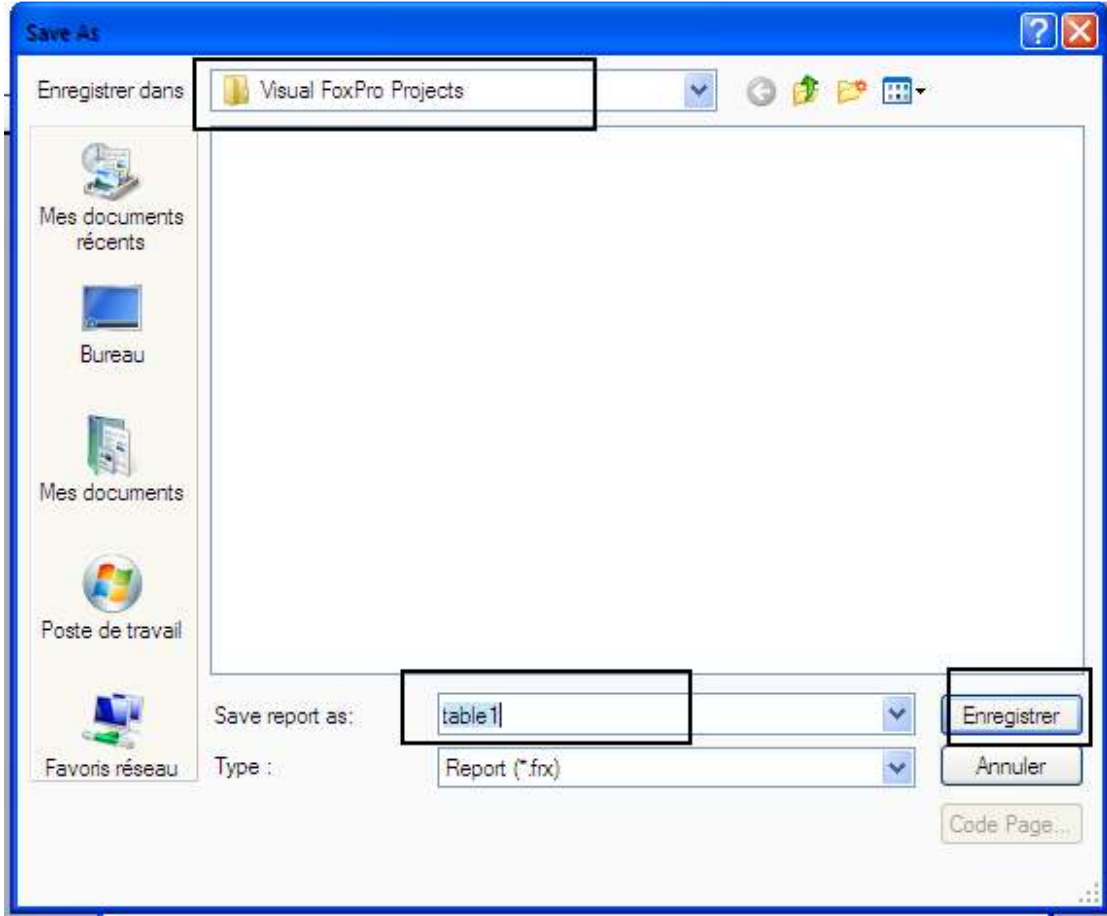 Save As
Enregistrer dans
Visual FoxPro Projects
Mes documents
récents
Bureau
Mes documents
Poste de travail
Favoris réseau
Save report as:
table1
Enregistrer
Type :
Report (*.frx)
Annuler
Code Page...